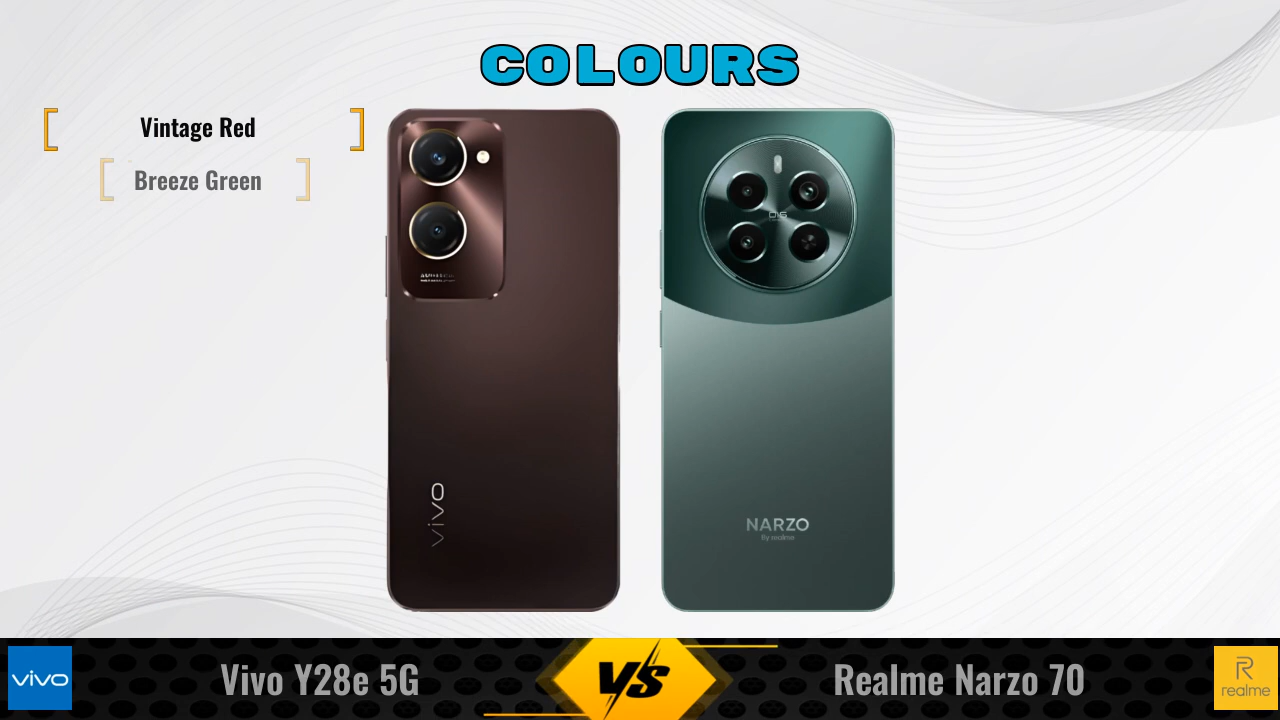 COLOURS
Vintage Red
Breeze Green
vivo
NARZO
By realme
vivo
Vivo Y28e 5G
VS
Realme Narzo 70
R
realme